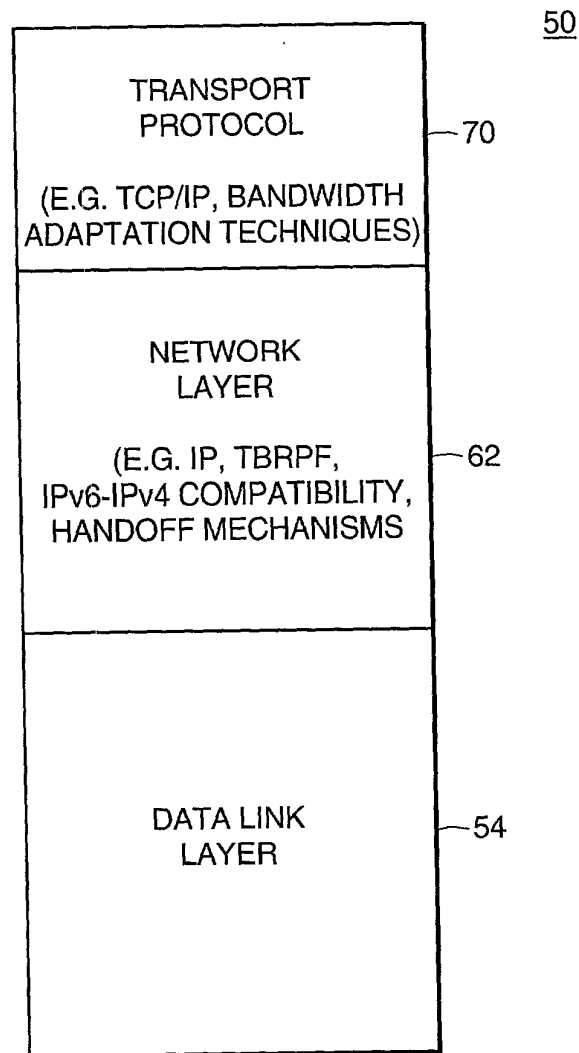 50
TRANSPORT
PROTOCOL
70
(E.G. TCP/IP, BANDWIDTH
ADAPTATION TECHNIQUES)
NETWORK
LAYER
(E.G. IP, TBRPF,
62
IPv6-IPv4 COMPATIBILITY,
HANDOFF MECHANISMS
DATA LINK
LAYER
54